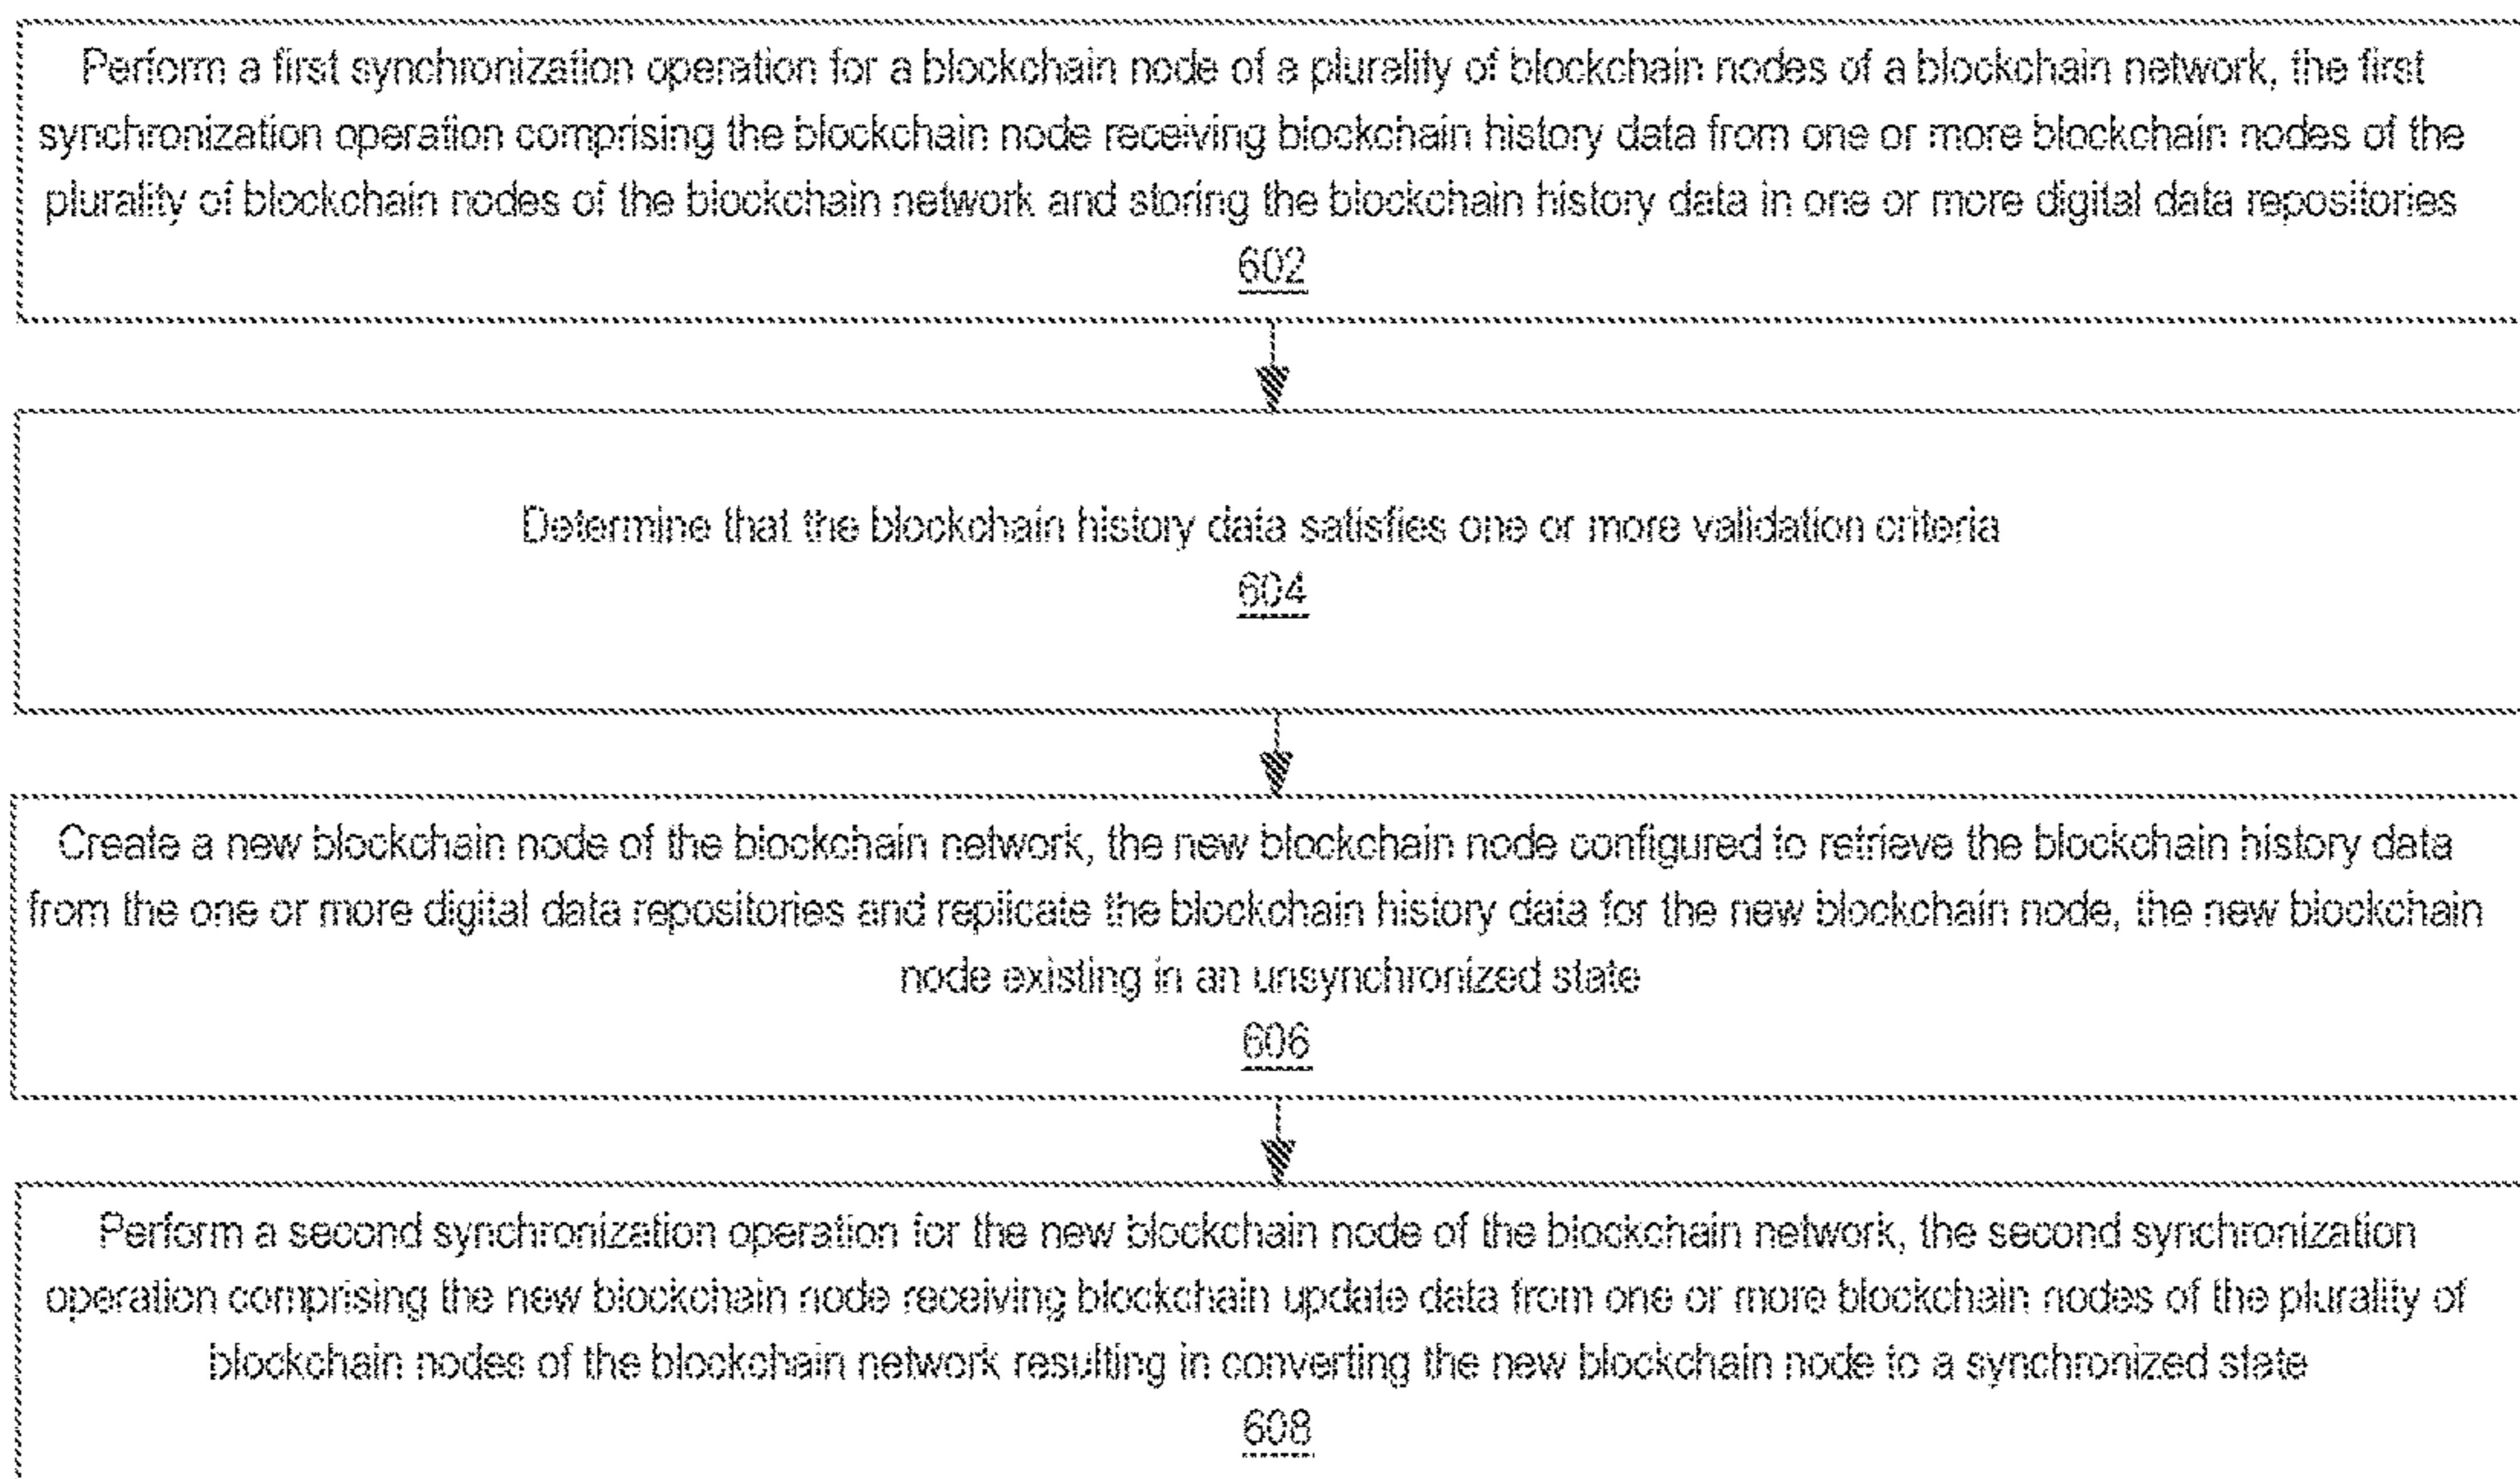 Perform a first synchronization operation for a blockchain node of a plurality of blockchain nodes of a blockchain network, the first
synchronization operation comprising the blockchain node receiving blockchain history data from one or more blockchain nodes of the
plurality of blockchain nodes of the blockchain network and storing the blockchain history data in one or more digital data repositories
602
Determine that the blockchain history data satisfies one or more validation criteria
604
Create a new blockchain node of the blockchain network, the new blockchain node configured to retrieve the blockchain history data
from the one or more digital data repositories and replicate the blockchain history data for the new blockchain node, the new blockchain
node existing in an unsynchronized state
606
Perform a second synchronization operation for the new blockchain node of the blockchain network, the second synchronization
operation comprising the new blockchain node receiving blockchain update data from one or more blockchain nodes of the plurality of
blockchain nodes of the blockchain network resulting in converting the new blockchain node to a synchronized state
608